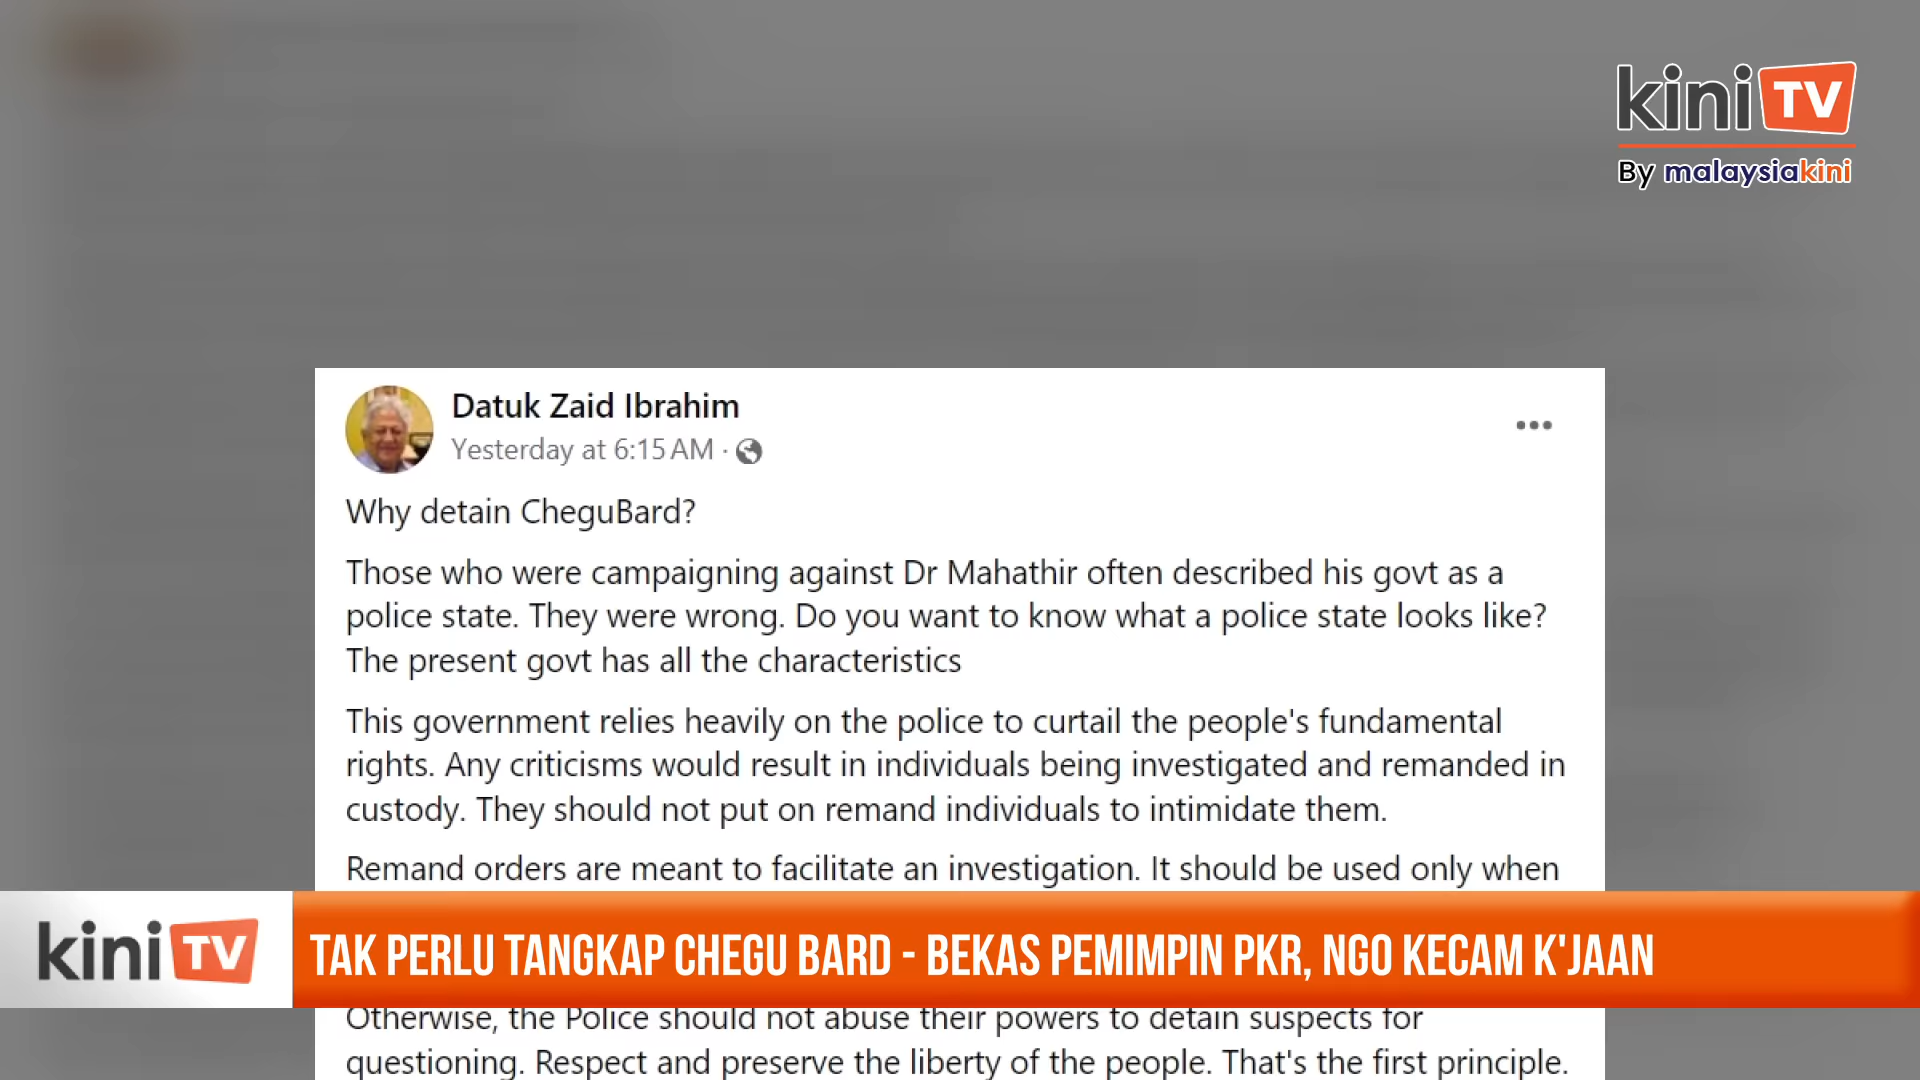 kini TV
By malaysiakini
Datuk Zaid Ibrahim
Yesterday at 6:15 AM ·
Why detain CheguBard?
Those who were campaigning against Dr Mahathir often described his govt as a
police state. They were wrong. Do you want to know what a police state looks like?
The present govt has all the characteristics
This government relies heavily on the police to curtail the people's fundamental
rights. Any criticisms would result in individuals being investigated and remanded in
custody. They should not put on remand individuals to intimidate them.
Remand orders are meant to facilitate an investigation. It should be used only when
kini TV
TAK PERLU TANGKAP CHEGU BARD - BEKAS PEMIMPIN PKR, NGO KECAM K'JAAN
Otherwise, the Police should not abuse their powers to detain suspects for
questioning. Respect and preserve the liberty of the people. That's the first principle.